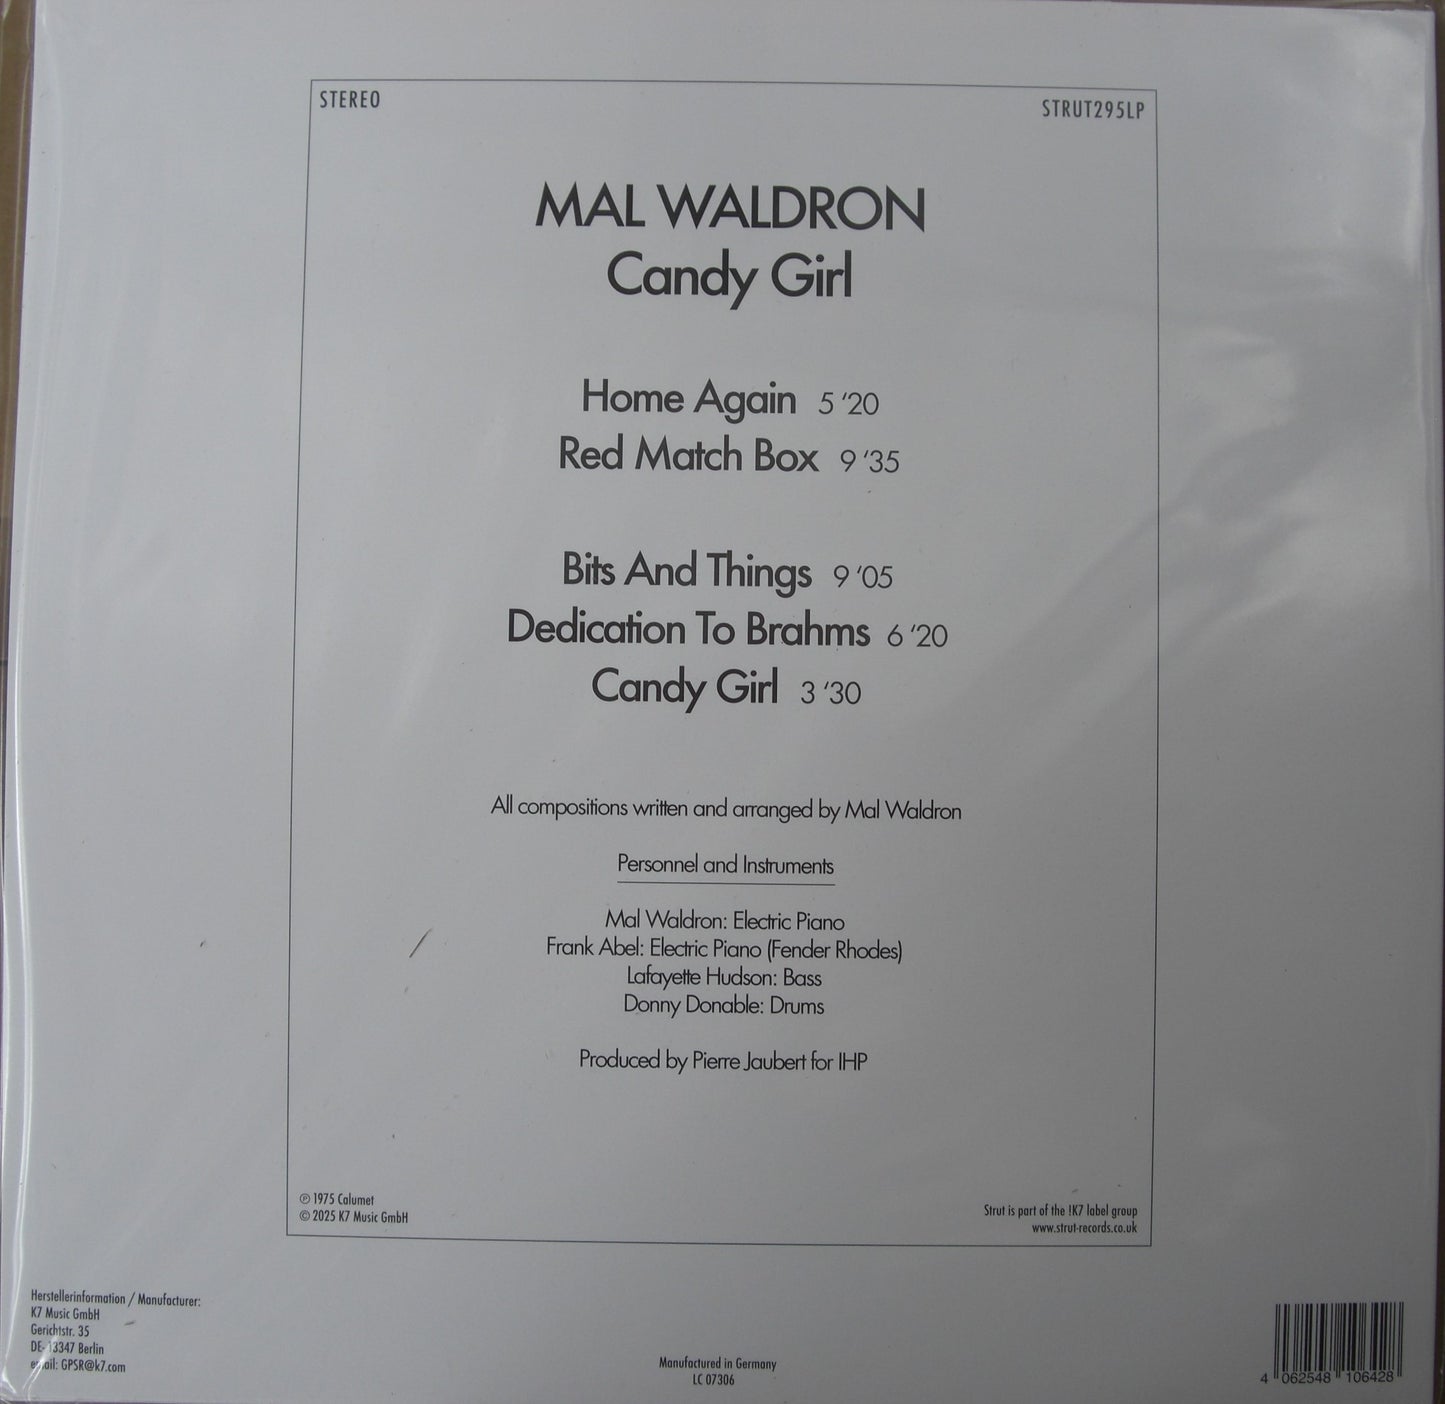 STEREO
STRUT295LP
MAL WALDRON
Candy Girl
Home Again 5 '20
Red Match Box 9 '35
Bits And Things 9 '05
Dedication To Brahms 6 '20
Candy Girl 3 '30
All compositions written and arranged by Mal Waldron
Personnel and Instruments
Mal Waldron: Electric Piano
Frank Abel: Electric Piano (Fender Rhodes)
Lafayette Hudson: Bass
Donny Donable: Drums
Produced by Pierre Jaubert for IHP
℗ 1975 Calumet
© 2025 K7 Music GmbH
Strut is part of the !K7 label group
www.strut-records.co.uk
Herstellerinformation / Manufacturer:
K7 Music GmbH
Gerichtstr. 35
DE- 13347 Berlin
email: GPSR@k7.com
Manufactured in Germany
LC 07306
4 062548 106428